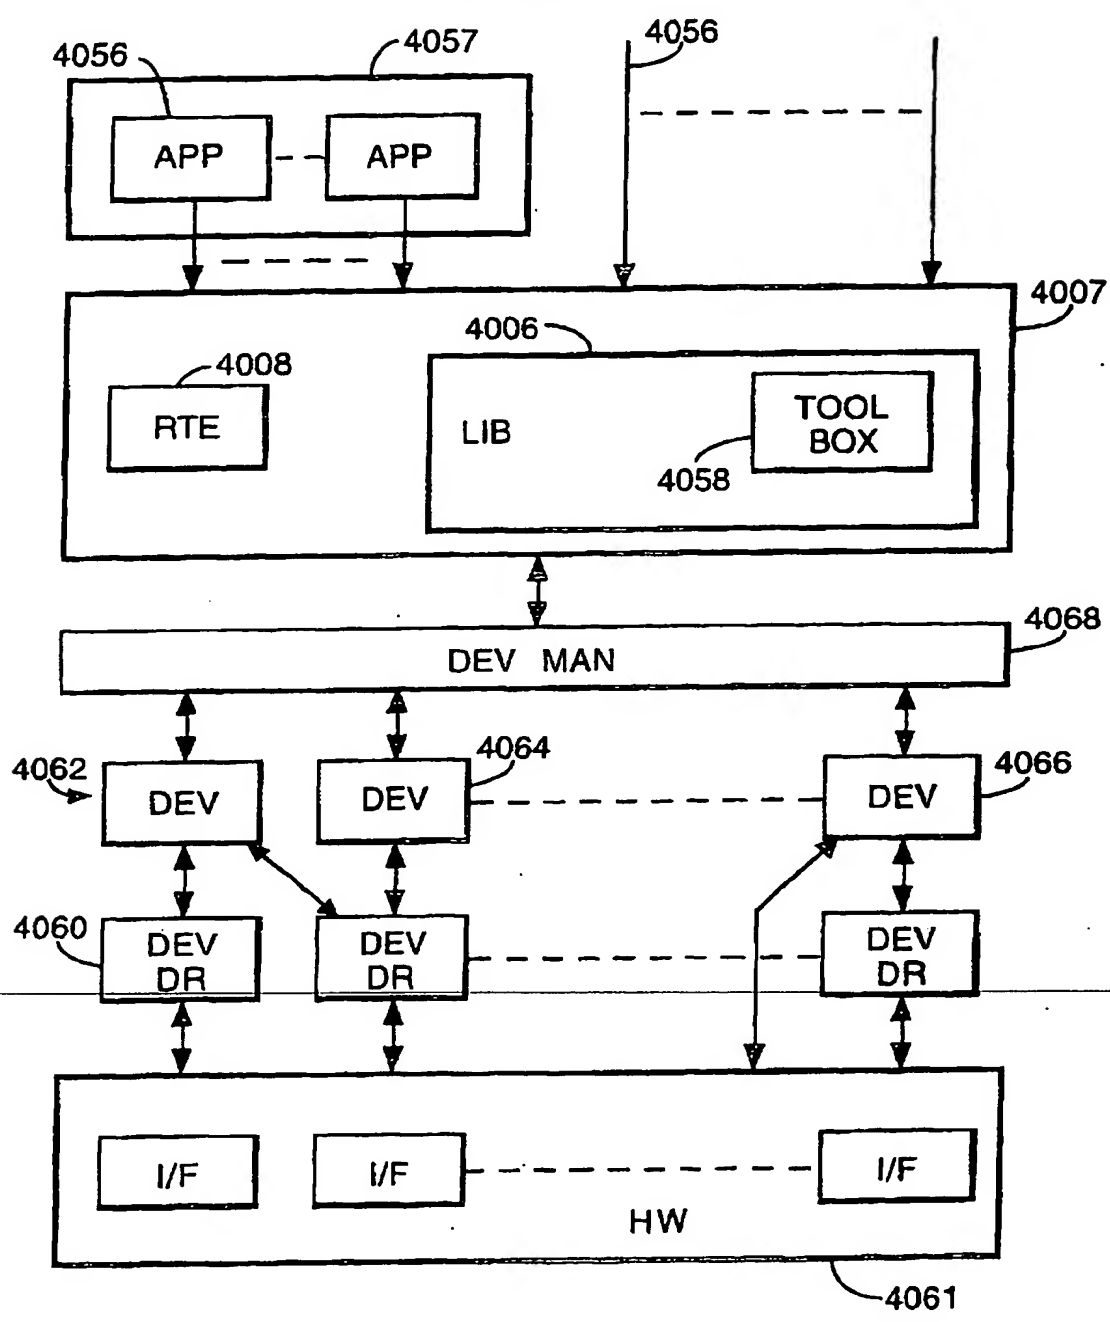 4056
4057
4056
APP
APP
4007
4006
4008
RTE
LIB
TOOL
BOX
4058
4068
DEV MAN
4062
DEV
4064
DEV
4066
DEV
4060
DEV
DR
DEV
DR
DEV
DR
I/F
I/F
I/F
HW
4061